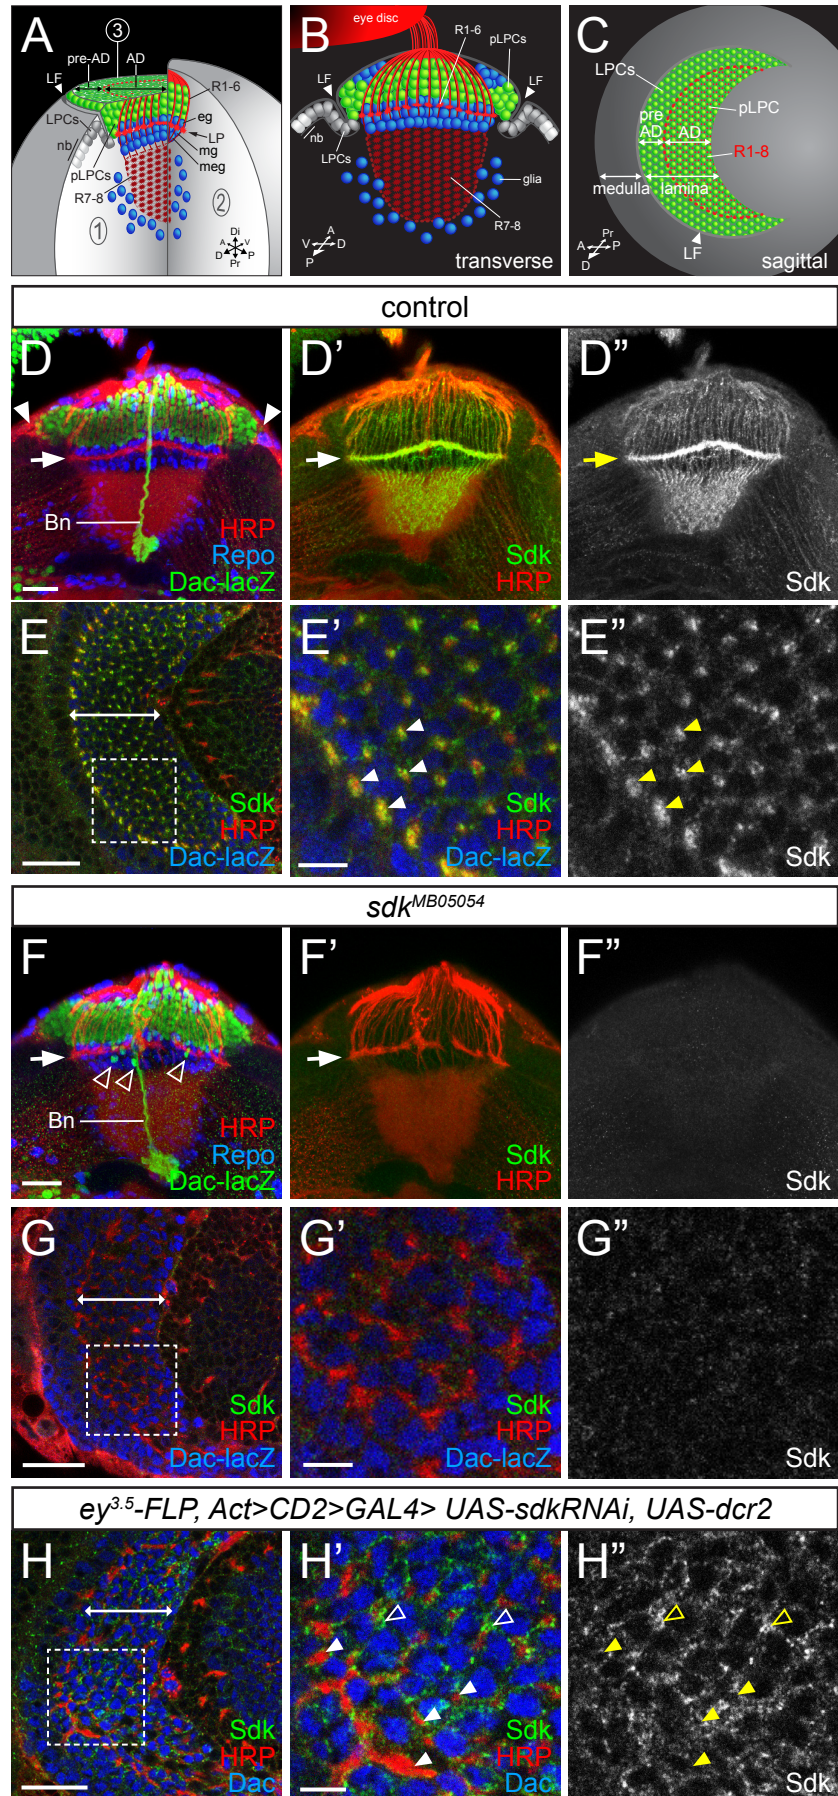 A
3
pre-AD
AD
LF
LPCs
nb
pLPCs
R7-8
R1-6
eg
LP
mg
meg
1
2
Di
A
V
D
P
Pr
B
eye disc
R1-6
pLPCs
LF
LF
nb
LPCs
glia
R7-8
A
V
D
P
transverse
C
LPCs
pLPC
pre
AD
AD
R1-8
medulla
lamina
LF
Pr
A
P
D
sagittal
control
D
Bn
HRP
Repo
Dac-lacZ
D'
Sdk
HRP
D"
Sdk
E
Sdk
HRP
Dac-lacZ
E'
Sdk
HRP
Dac-lacZ
E"
Sdk
sdkMB05054
F
Bn
HRP
Repo
Dac-lacZ
F'
Sdk
HRP
F"
Sdk
G
Sdk
HRP
Dac-lacZ
G'
Sdk
HRP
Dac-lacZ
G"
Sdk
ey3.5-FLP, Act>CD2>GAL4> UAS-sdkRNAi, UAS-dcr2
H
Sdk
HRP
Dac
H'
Sdk
HRP
Dac
H"
Sdk